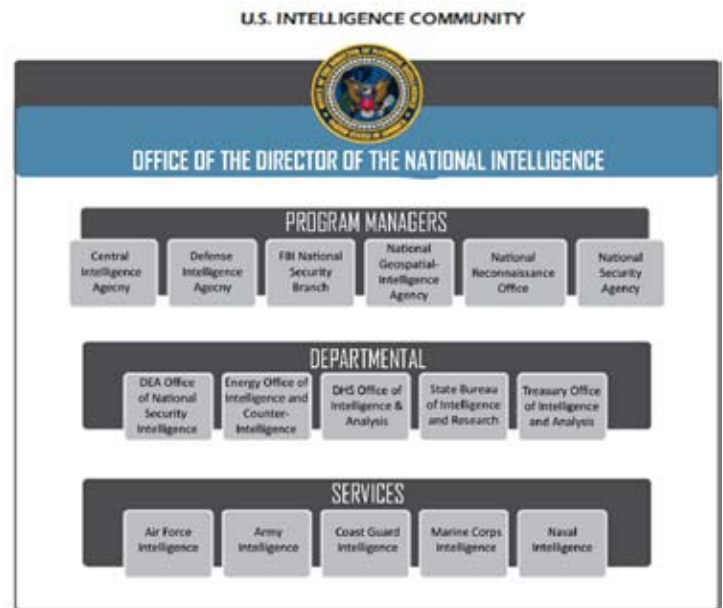 U.S. INTELLIGENCE COMMUNITY
OFFICE OF THE DIRECTOR OF THE NATIONAL INTELLIGENCE
PROGRAM MANAGERS
Central
Intelligence
Agecny
Defense
Intelligence
Agecny
FBI National
Security
Branch
National
Geospatial-
Intelligence
Agency
National
Reconnaissance
Office
National
Security
Agency
DEPARTMENTAL
DEA Office
of National
Security
Intelligence
Energy Office of
Intelligence and
Counter-
Intelligence
DHS Office of
Intelligence &
Analysis
State Bureau
of Intelligence
and Research
Treasury Office
of Intelligence
and Analysis
SERVICES
Air Force
Intelligence
Army
Intelligence
Coast Guard
Intelligence
Marine Corps
Intelligence
Naval
Intelligence